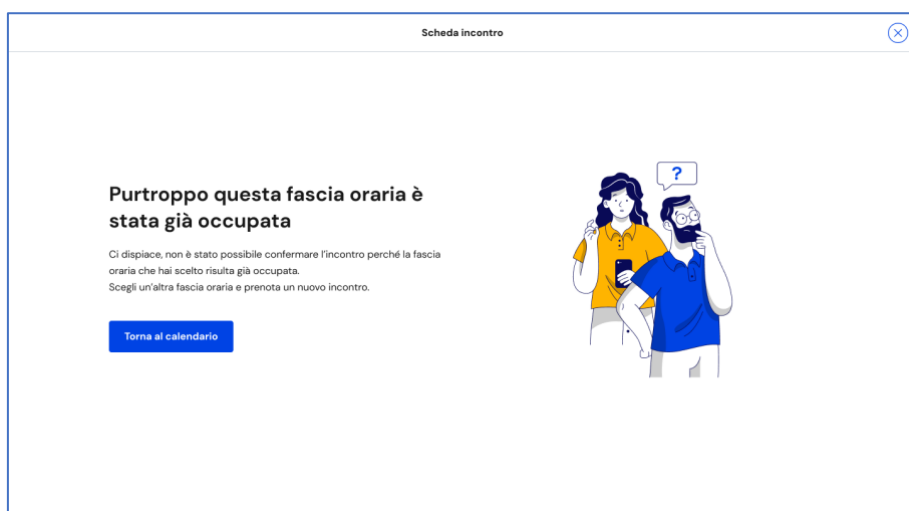 Scheda incontro
?
Purtroppo questa fascia oraria è
stata già occupata
Ci dispiace, non è stato possibile confermare l'incontro perché la fascia
oraria che hai scelto risulta già occupata.
Scegli un'altra fascia oraria e prenota un nuovo incontro.
Torna al calendario